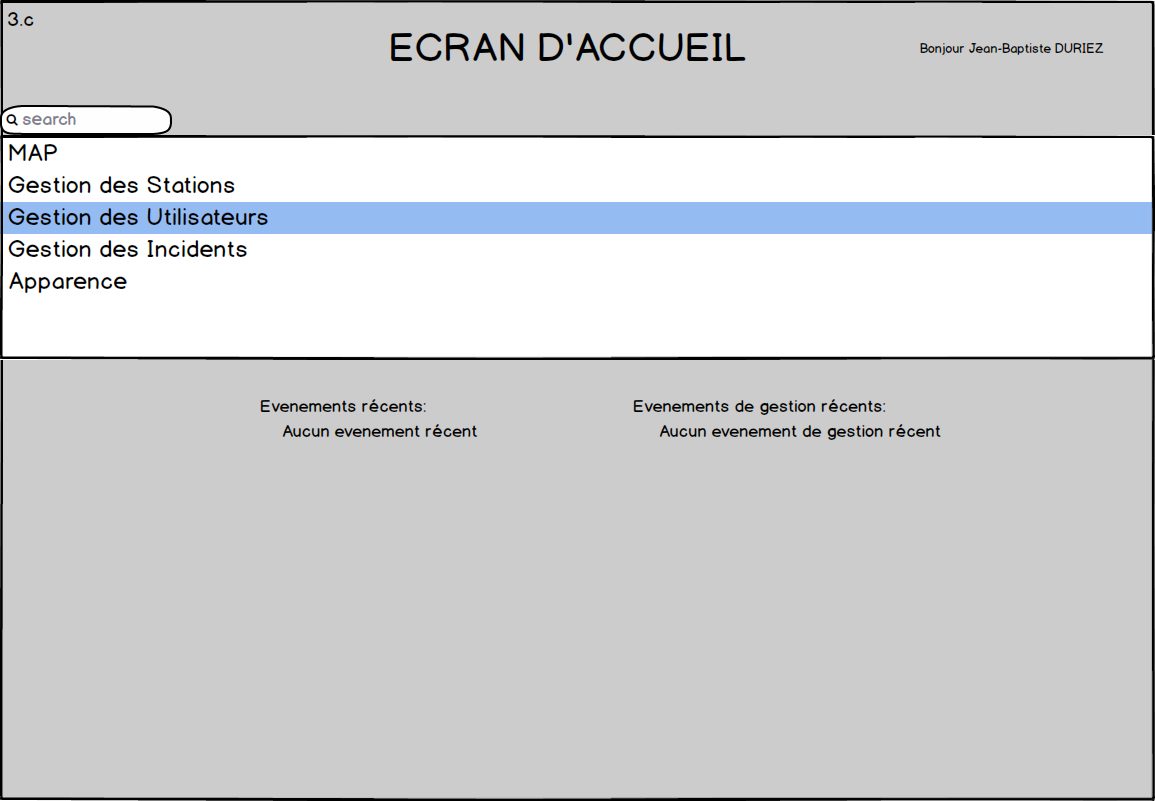 3.c
ECRAN D'ACCUEIL
Bonjour Jean-Baptiste DURIEZ
search
MAP
Gestion des Stations
Gestion des Utilisateurs
Gestion des Incidents
Apparence
Evenements récents:
Aucun evenement récent
Evenements de gestion récents:
Aucun evenement de gestion récent